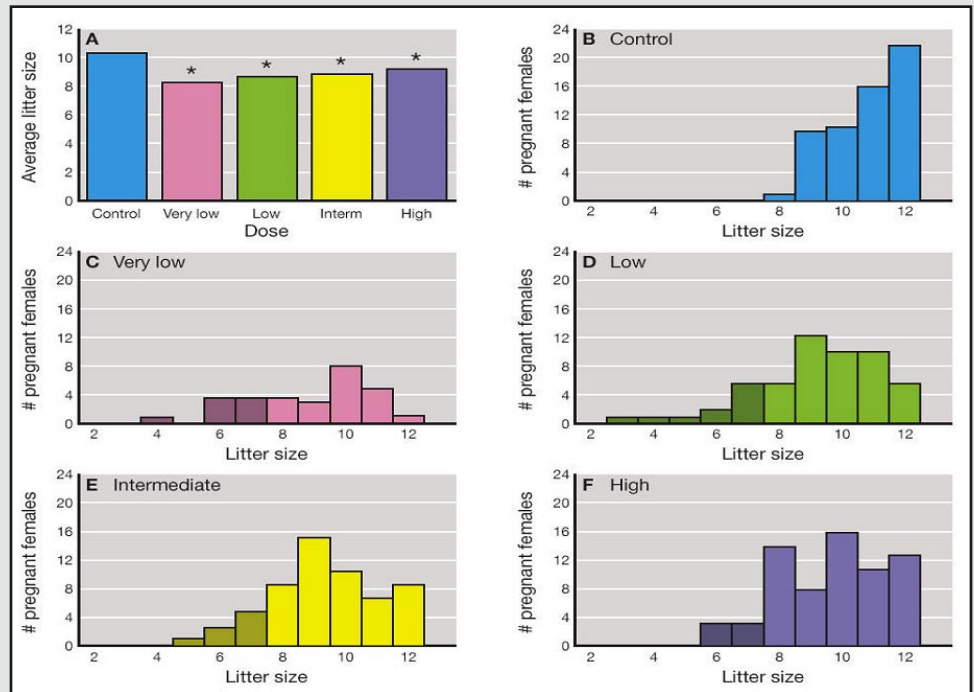 A
Average litter size
12
10
8
6
4
2
0
* * * *
Control Very low Low Interm High
Dose
B Control
# pregnant females
24
20
16
12
8
4
0
2 4 6 8 10 12
Litter size
C Very low
# pregnant females
24
20
16
12
8
4
0
2 4 6 8 10 12
Litter size
D Low
# pregnant females
24
20
16
12
8
4
0
2 4 6 8 10 12
Litter size
E Intermediate
# pregnant females
24
20
16
12
8
4
0
2 4 6 8 10 12
Litter size
F High
# pregnant females
24
20
16
12
8
4
0
2 4 6 8 10 12
Litter size